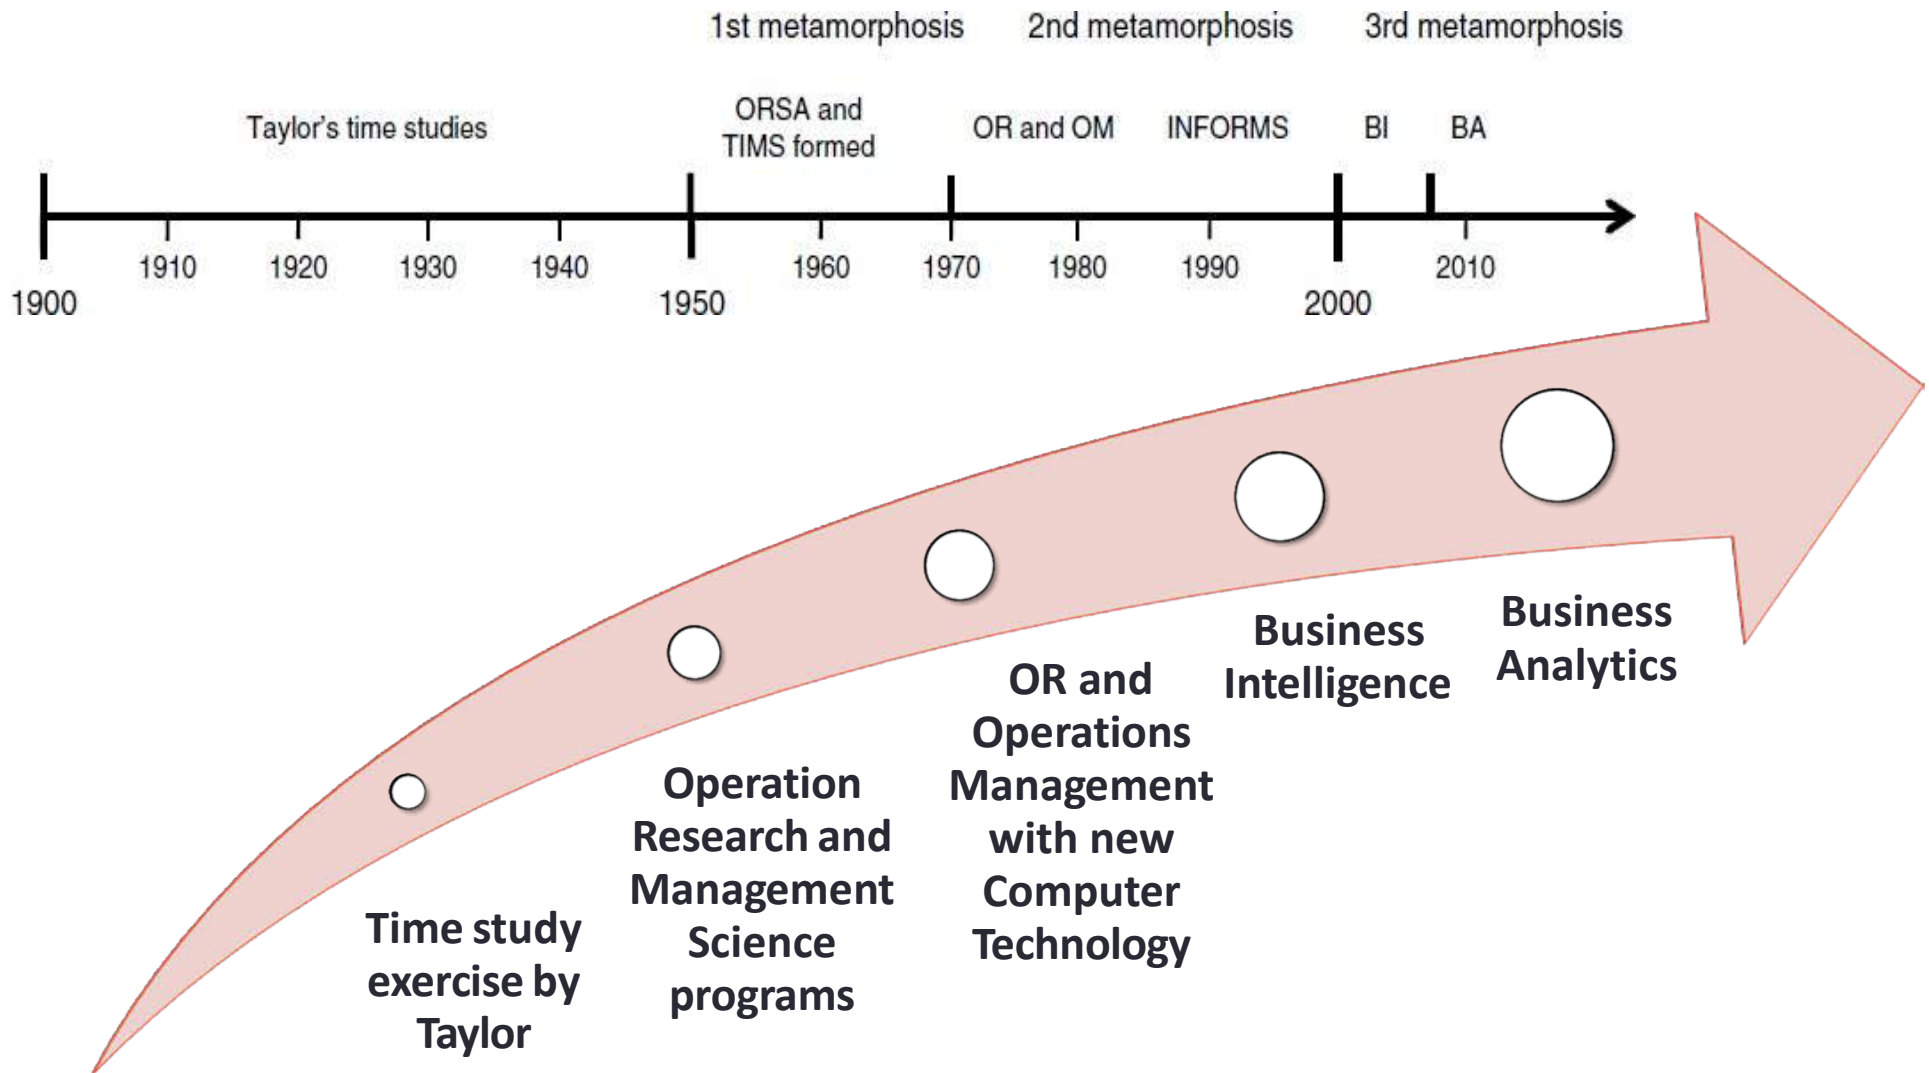 1st metamorphosis 2nd metamorphosis 3rd metamorphosis
Taylor's time studies
ORSA and
TIMS formed
OR and OM
INFORMS
BI
BA
1910 1920 1930 1940 1960 1970 1980 1990 2010
1900 1950 2000
Time study
exercise by
Taylor
Operation
Research and
Management
Science
programs
OR and
Operations
Management
with new
Computer
Technology
Business
Intelligence
Business
Analytics